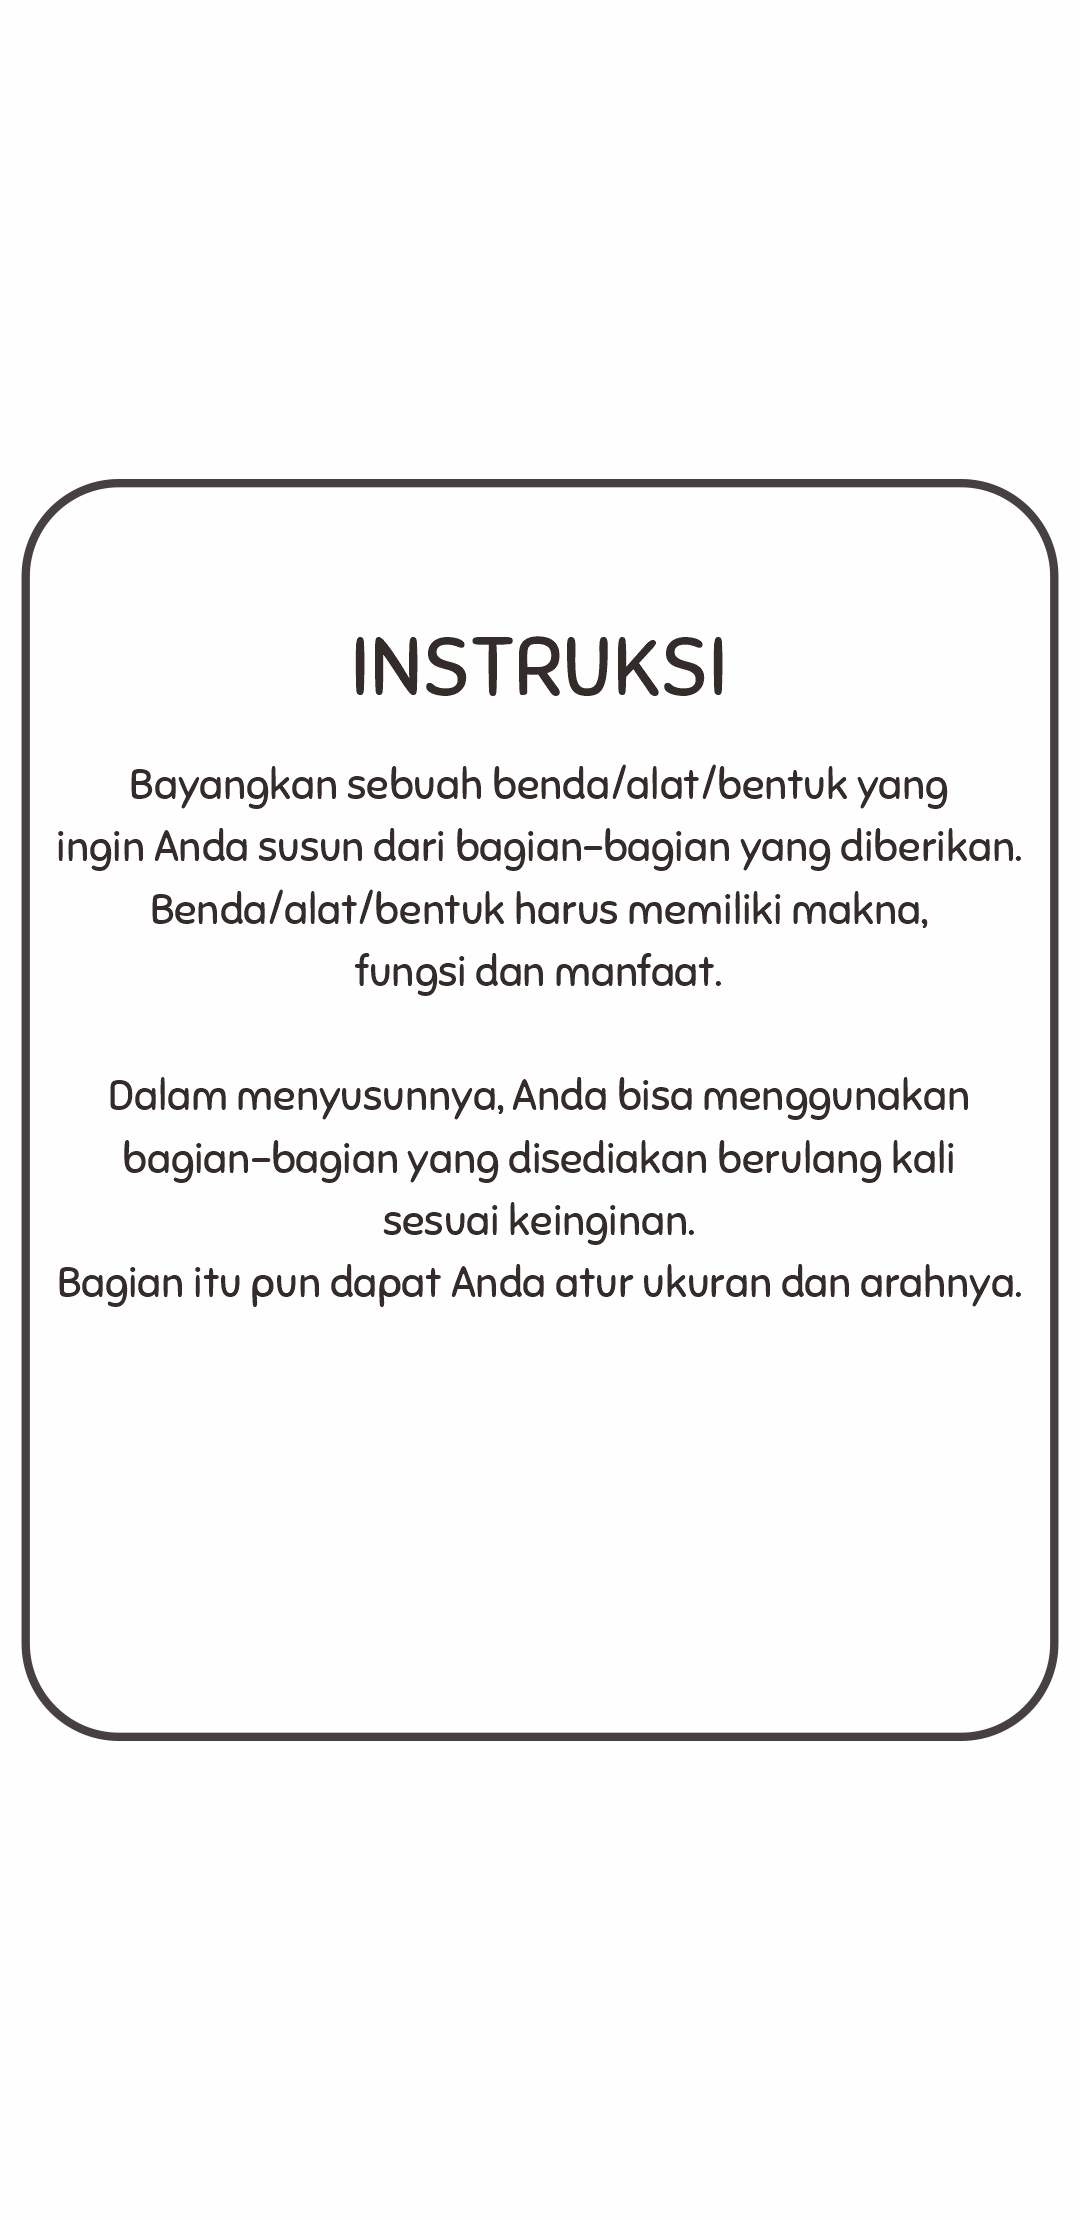 INSTRUKSI
Bayangkan sebuah benda/alat/bentuk yang
ingin Anda susun dari bagian-bagian yang diberikan.
Benda/alat/bentuk harus memiliki makna,
fungsi dan manfaat.
Dalam menyusunnya, Anda bisa menggunakan
bagian-bagian yang disediakan berulang kali
sesuai keinginan.
Bagian itu pun dapat Anda atur ukuran dan arahnya.